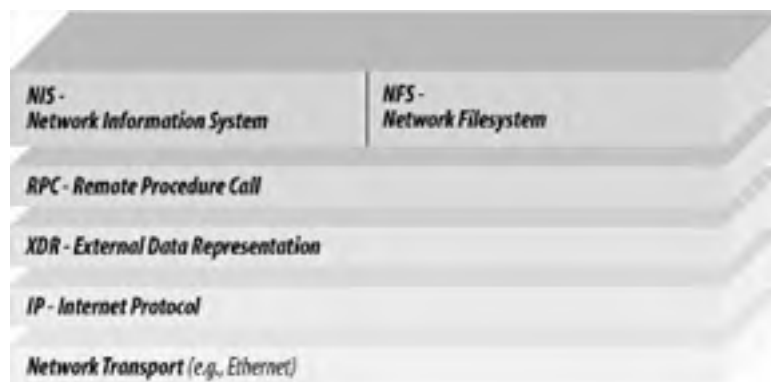 NIS -
Network Information System
NFS -
Network Filesystem
RPC - Remote Procedure Call
XDR - External Data Representation
IP - Internet Protocol
Network Transport (e.g., Ethernet)